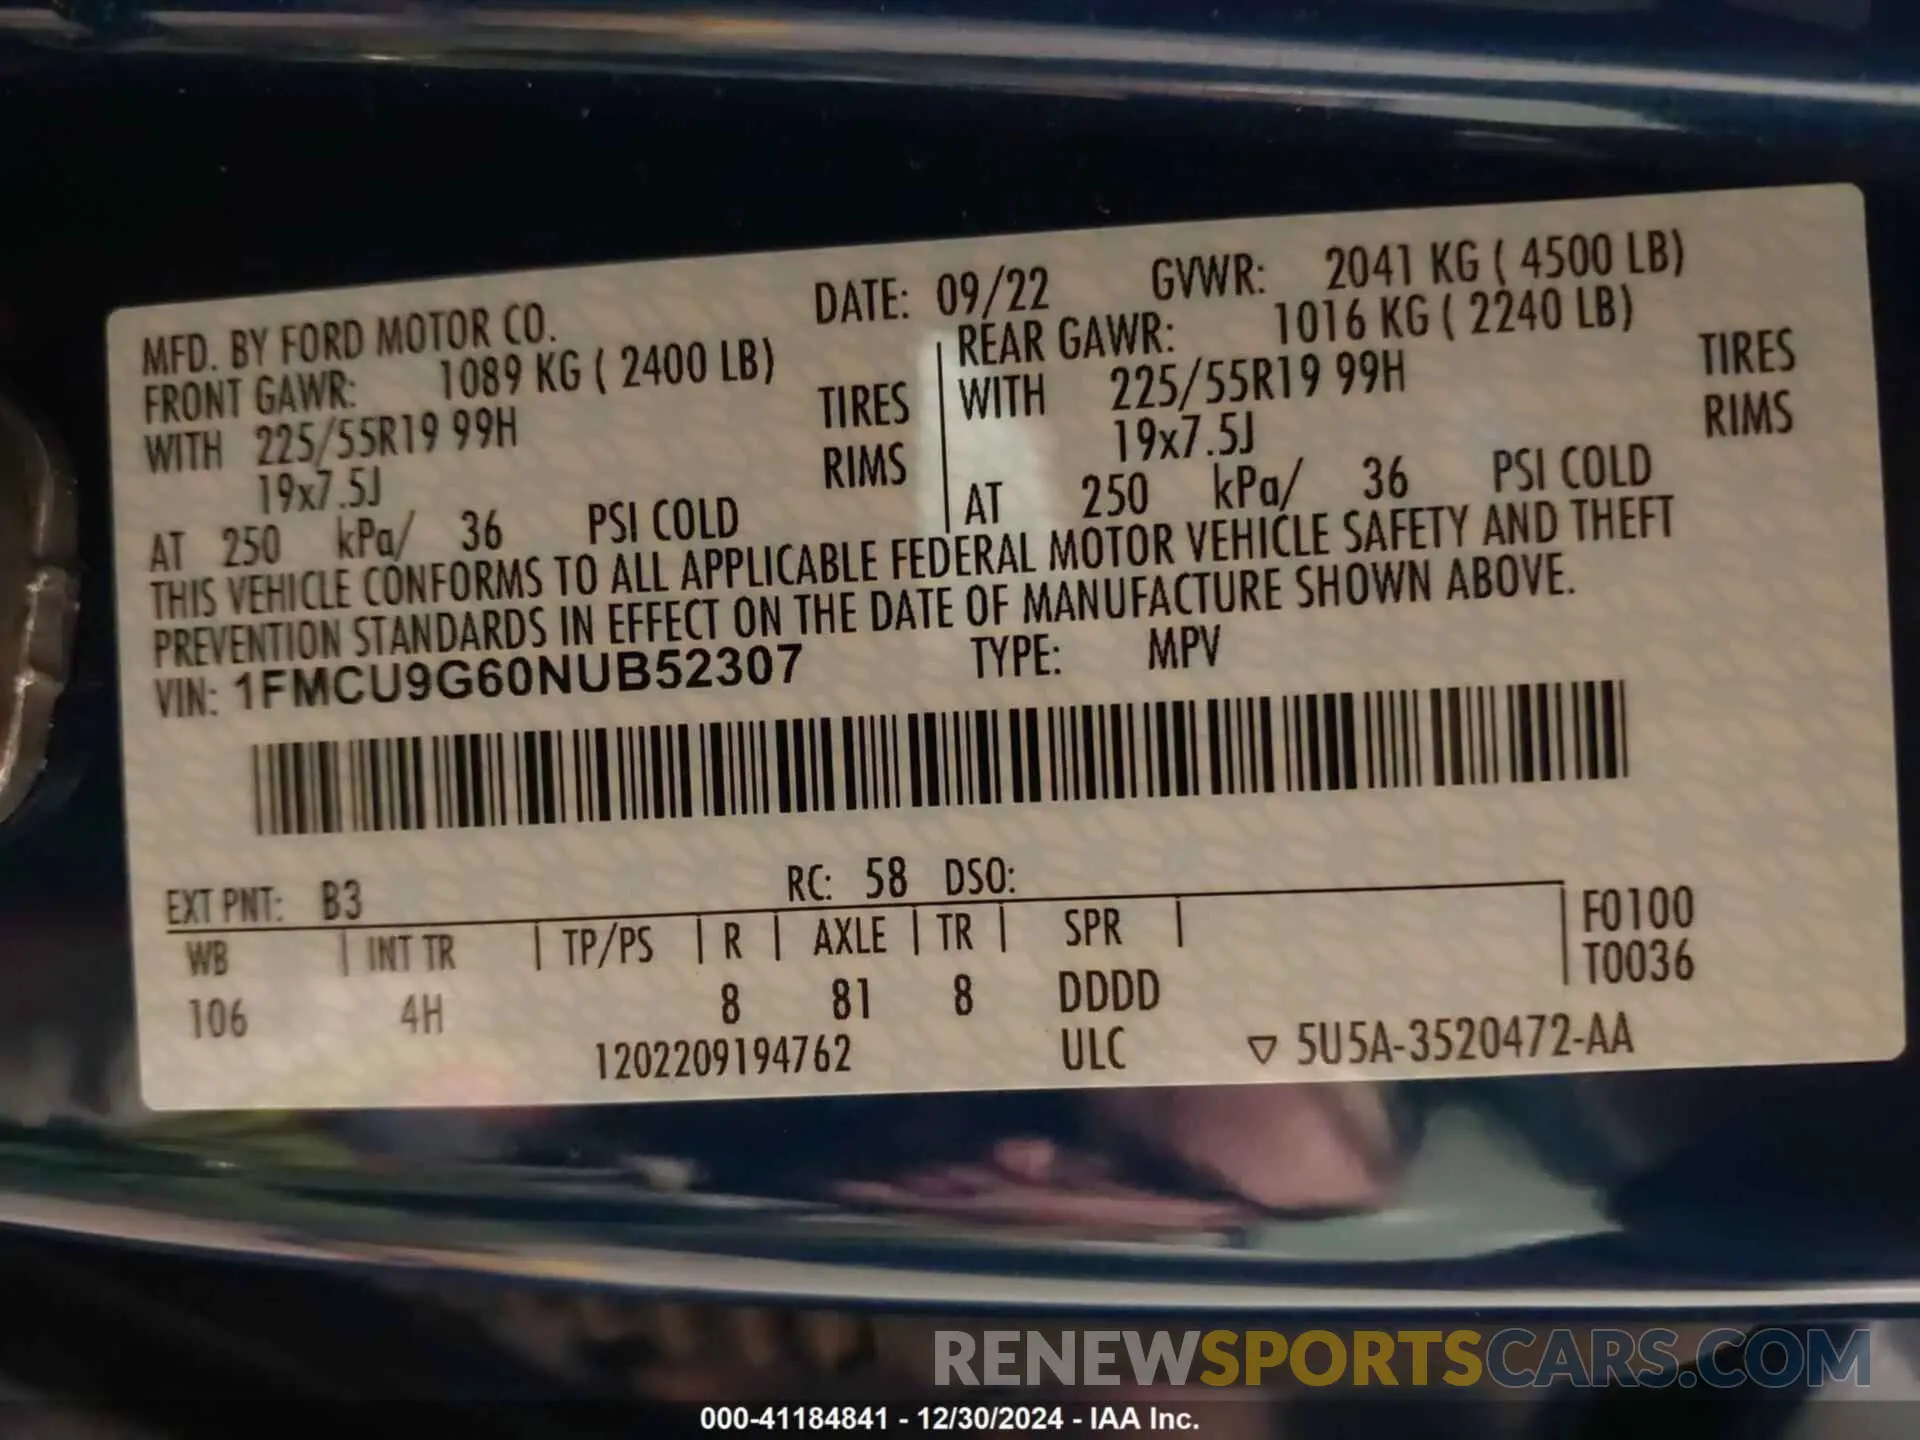 MFD. BY FORD MOTOR CO. DATE: 09/22 GVWR: 2041 KG ( 4500 LB)
FRONT GAWR: 1089 KG ( 2400 LB) REAR GAWR: 1016 KG ( 2240 LB)
WITH 225/55R19 99H TIRES WITH 225/55R19 99H TIRES
19x7.5J RIMS 19x7.5J RIMS
AT 250 kPa/ 36 PSI COLD AT 250 kPa/ 36 PSI COLD
THIS VEHICLE CONFORMS TO ALL APPLICABLE FEDERAL MOTOR VEHICLE SAFETY AND THEFT
PREVENTION STANDARDS IN EFFECT ON THE DATE OF MANUFACTURE SHOWN ABOVE.
VIN: 1FMCU9G60NUB52307 TYPE: MPV
EXT PNT: B3 RC: 58 DSO:
WB | INT TR | TP/PS | R | AXLE | TR | SPR | F0100
T0036
106 4H 8 81 8 DDDD
1202209194762 ULC ▽ 5U5A-3520472-AA
RENEWSPORTSCARS.COM
000-41184841 - 12/30/2024 - IAA Inc.